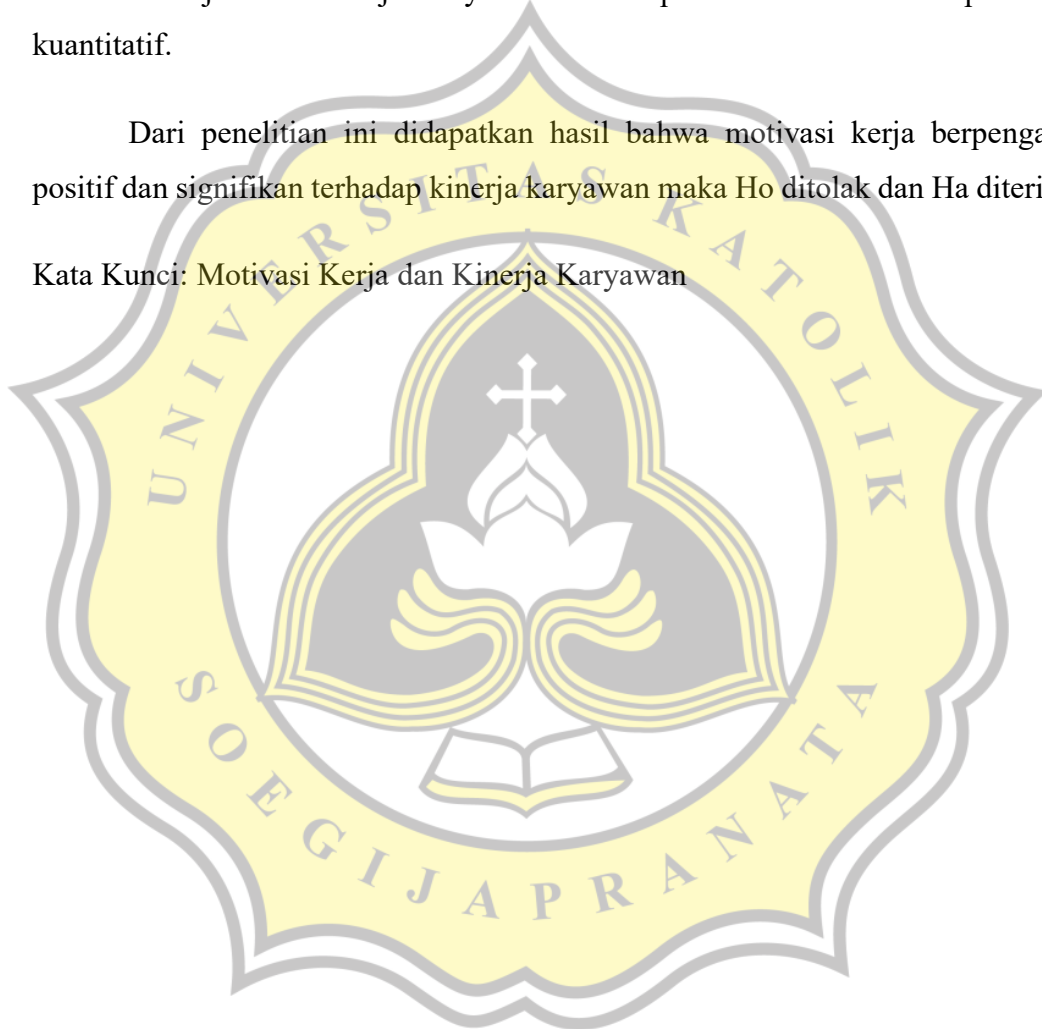 kuantitatif.
Dari penelitian ini didapatkan hasil bahwa motivasi kerja berpenga
positif dan signifikan terhadap kinerja karyawan maka Ho ditolak dan Ha diteri
Kata Kunci: Motivasi Kerja dan Kinerja Karyawan
UNIVERSITAS KATOLIK
SOEGIJAPRANATA